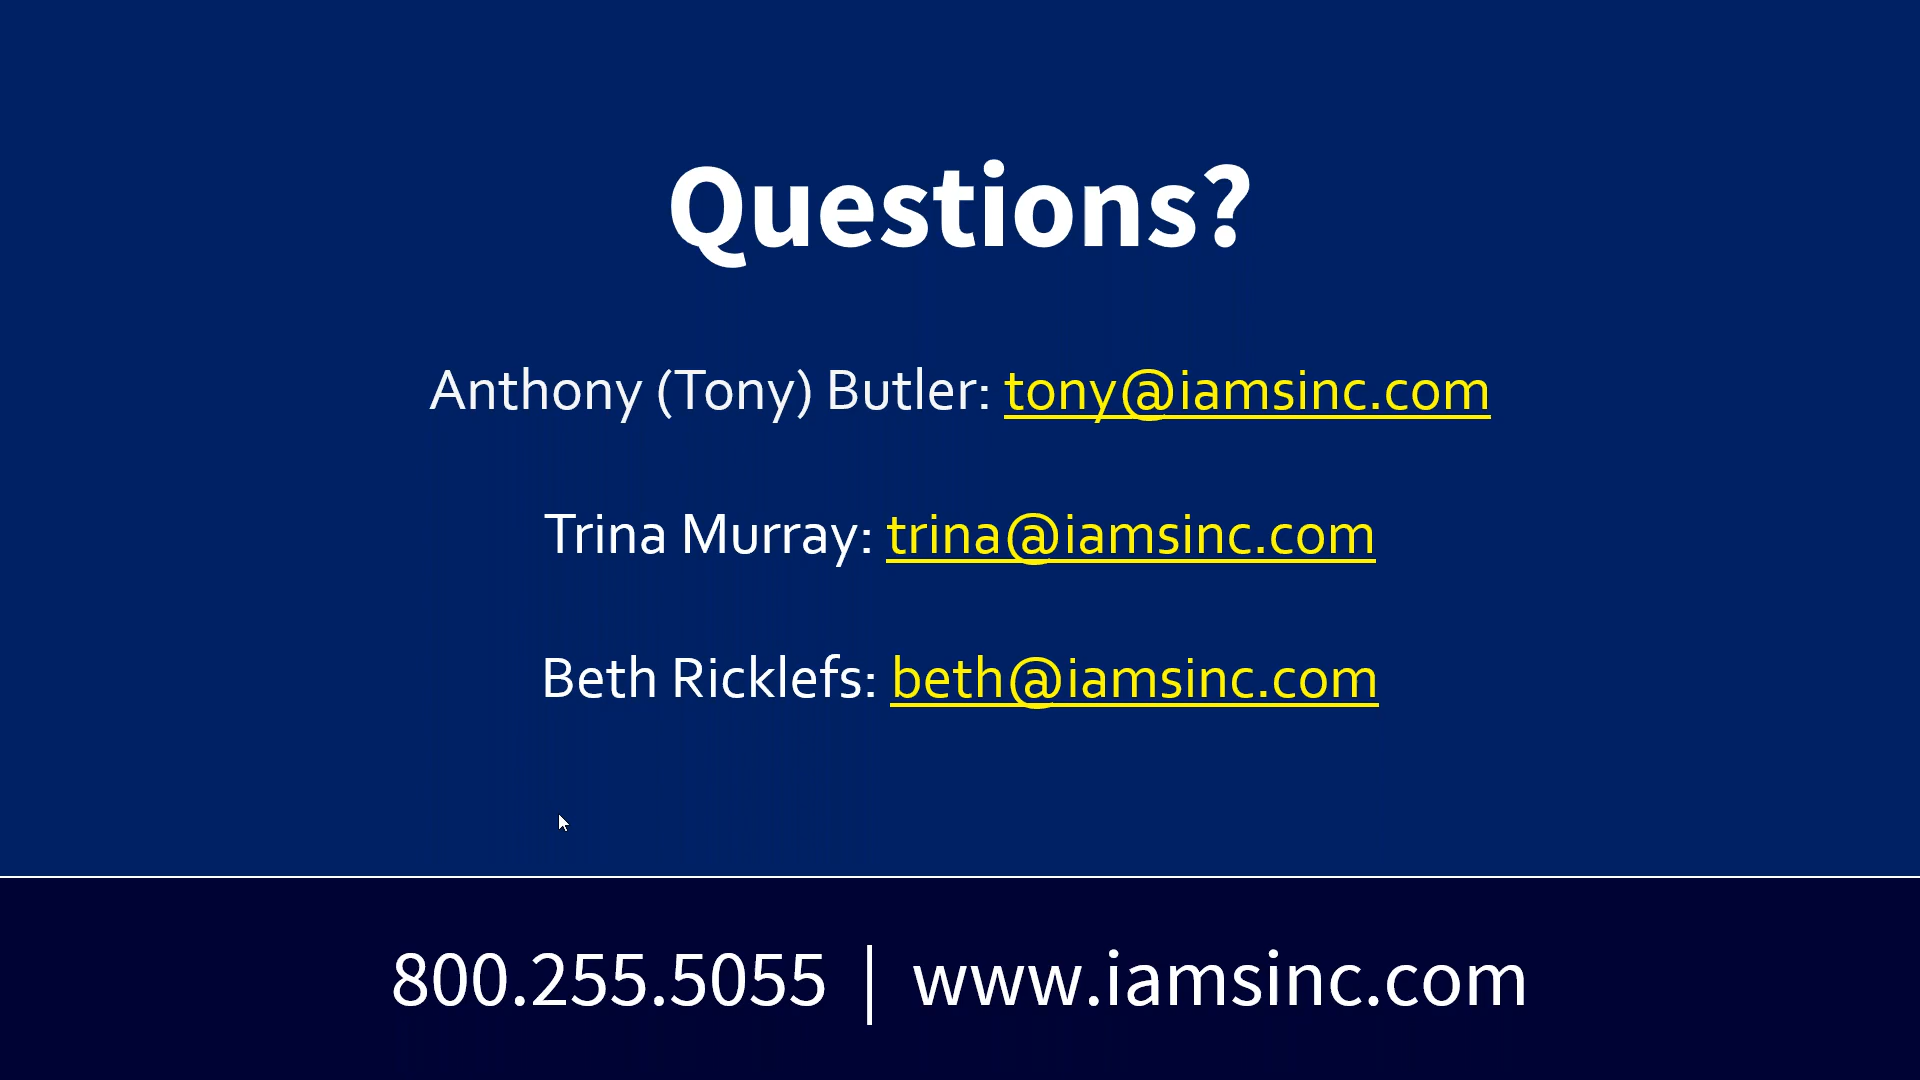 Questions?
Anthony (Tony) Butler: tony@iamsinc.com
Trina Murray: trina@iamsinc.com
Beth Ricklefs: beth@iamsinc.com
800.255.5055 | www.iamsinc.com